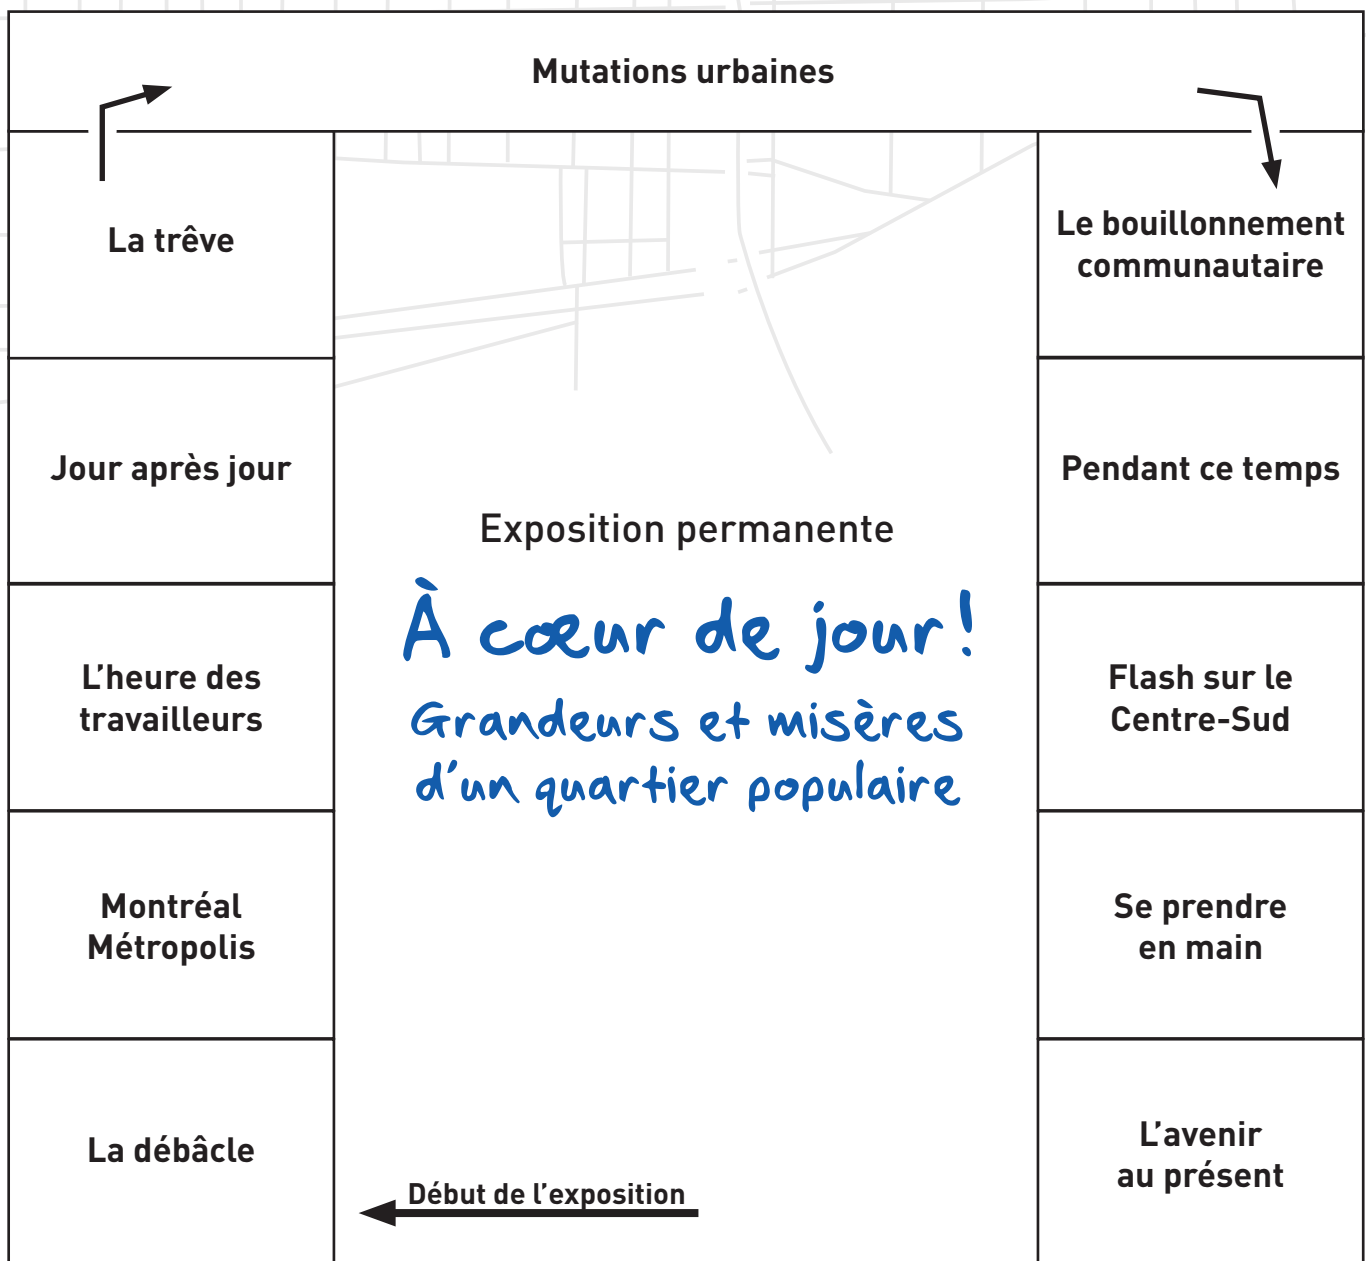 Mutations urbaines
La trêve
Le bouillonnement
communautaire
Jour après jour
Pendant ce temps
Exposition permanente
À cœur de jour!
Grandeurs et misères
d'un quartier populaire
L'heure des
travailleurs
Flash sur le
Centre-Sud
Montréal
Métropolis
Se prendre
en main
La débâcle
L'avenir
au présent
Début de l'exposition